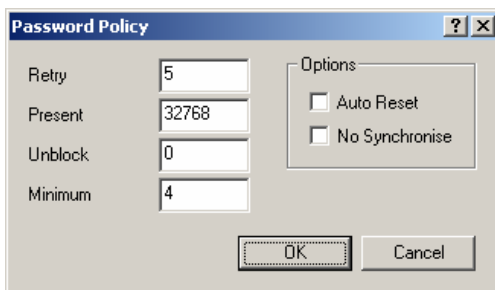 Password Policy
Retry 5
Present 32768
Unblock 0
Minimum 4
Options
Auto Reset
No Synchronise
OK Cancel